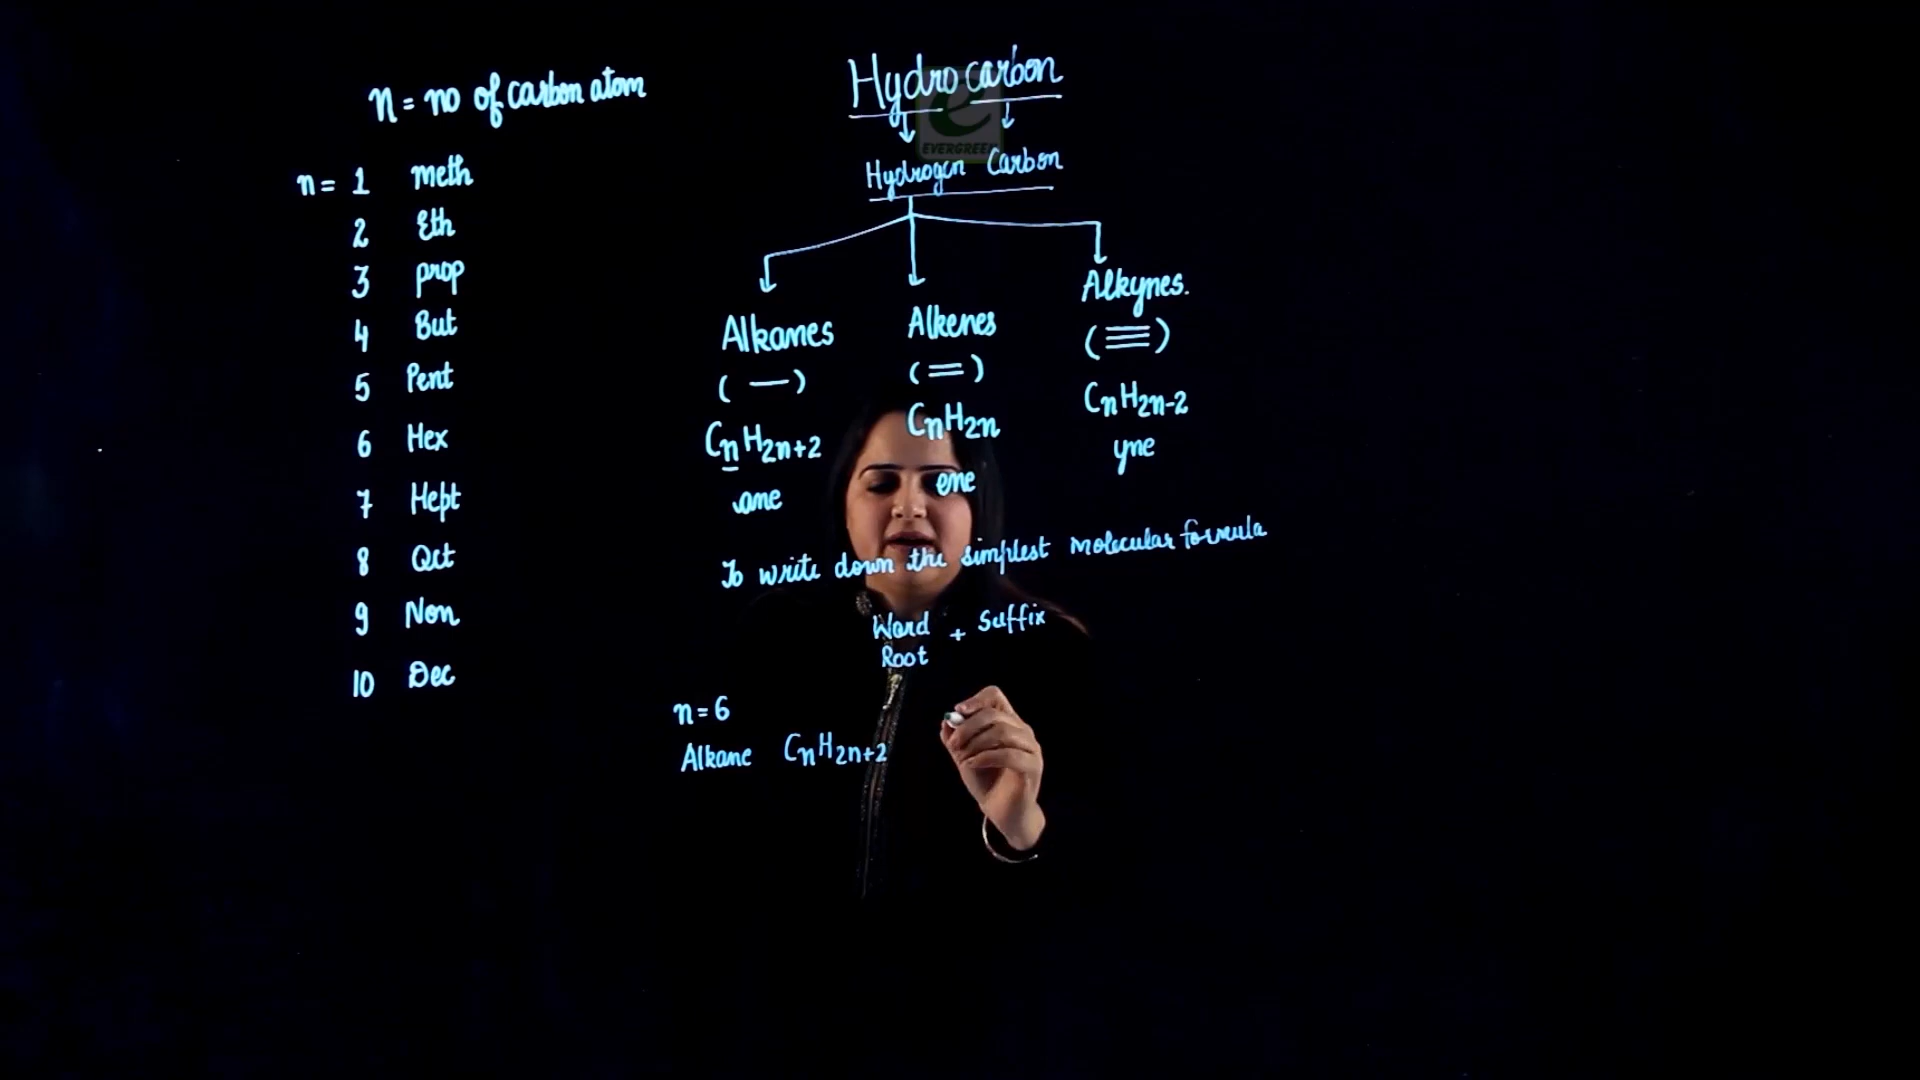 n = no of carbon atom
n = 1 meth
2 Eth
3 prop
4 But
5 Pent
6 Hex
7 Hept
8 Oct
9 Non
10 Dec
Hydrocarbon
EVERGREEN
Hydrogen Carbon
Alkanes Alkenes Alkynes.
( — ) ( = ) ( ≡ )
CnH2n+2 CnH2n CnH2n-2
ane ene yne
To write down the simplest molecular formula
Word + Suffix
Root
n = 6
Alkane CnH2n+2